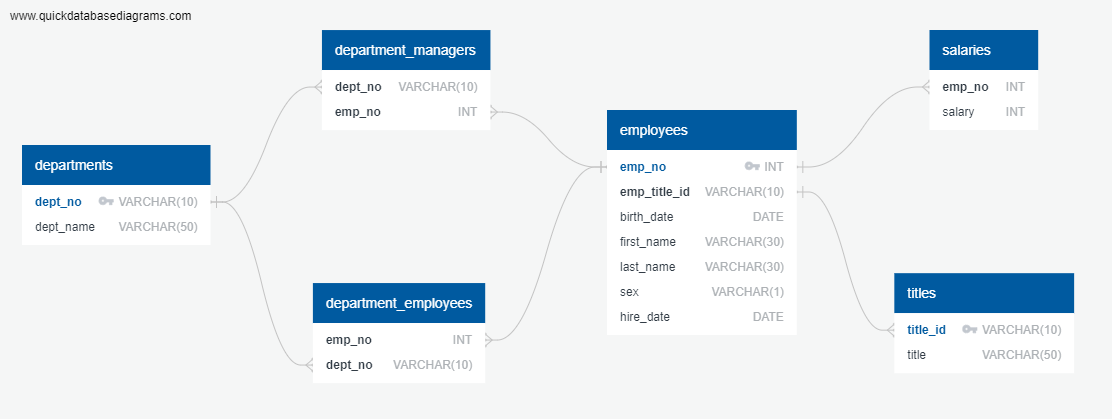 www.quickdatabasediagrams.com
department_managers
dept_no VARCHAR(10)
emp_no INT
salaries
emp_no INT
salary INT
employees
emp_no INT
emp_title_id VARCHAR(10)
birth_date DATE
first_name VARCHAR(30)
last_name VARCHAR(30)
sex VARCHAR(1)
hire_date DATE
departments
dept_no VARCHAR(10)
dept_name VARCHAR(50)
department_employees
emp_no INT
dept_no VARCHAR(10)
titles
title_id VARCHAR(10)
title VARCHAR(50)